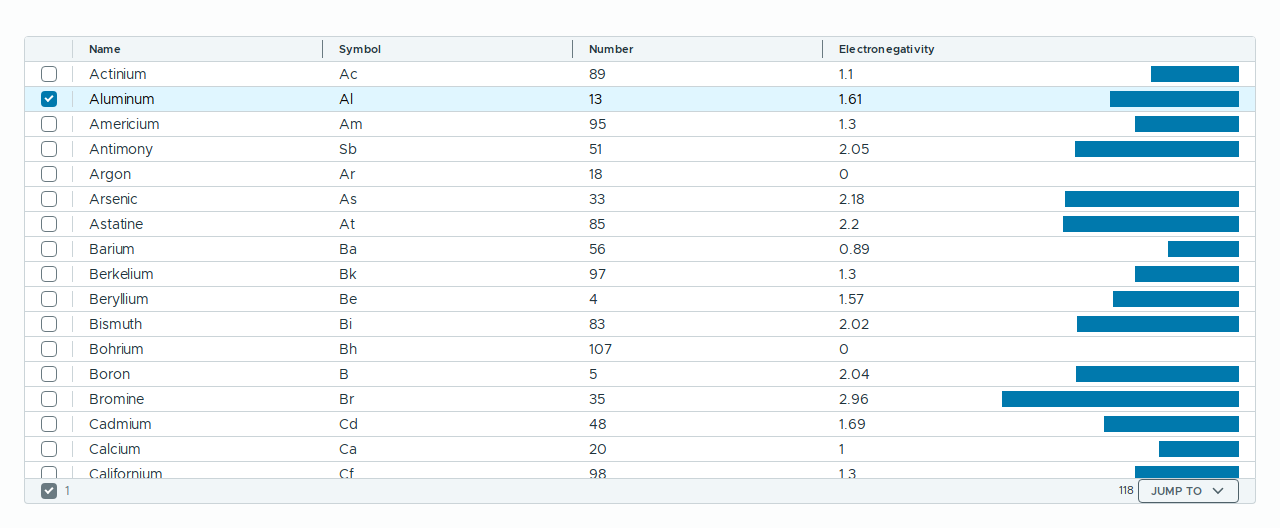 Name Symbol Number Electronegativity
Actinium Ac 89 1.1
Aluminum Al 13 1.61
Americium Am 95 1.3
Antimony Sb 51 2.05
Argon Ar 18 0
Arsenic As 33 2.18
Astatine At 85 2.2
Barium Ba 56 0.89
Berkelium Bk 97 1.3
Beryllium Be 4 1.57
Bismuth Bi 83 2.02
Bohrium Bh 107 0
Boron B 5 2.04
Bromine Br 35 2.96
Cadmium Cd 48 1.69
Calcium Ca 20 1
Californium Cf 98 1.3
1 118 JUMP TO